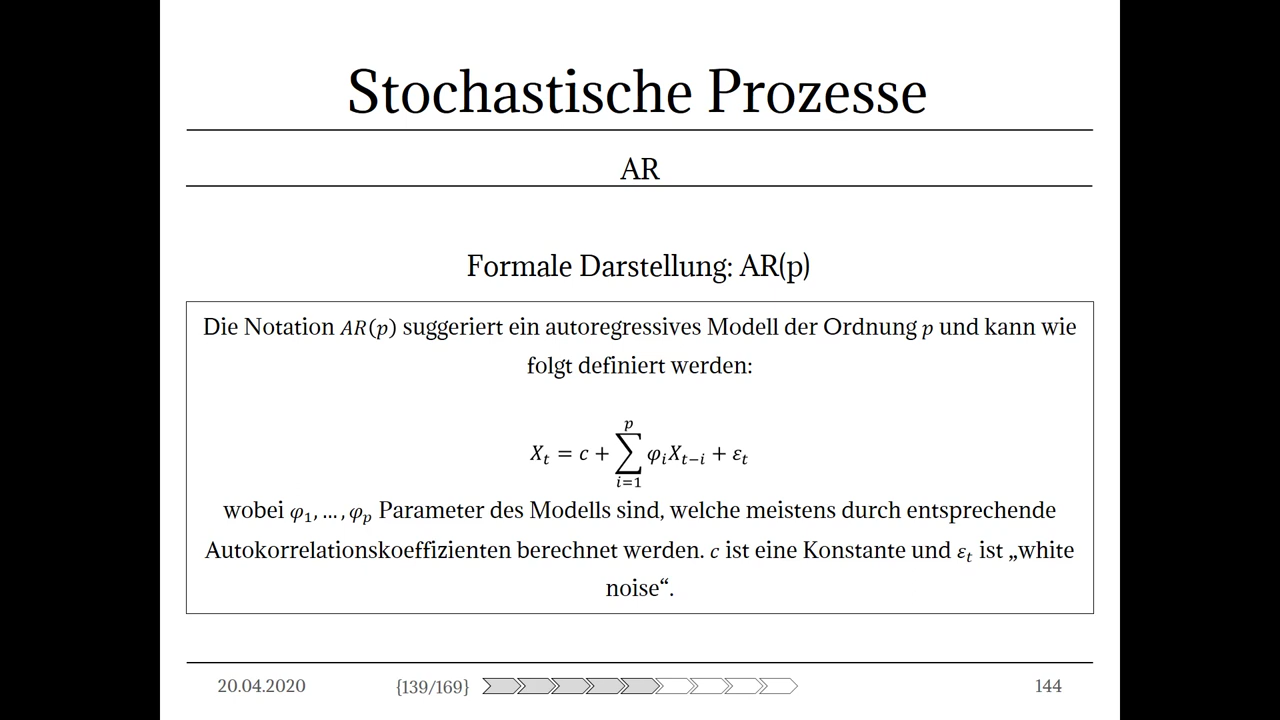 Stochastische Prozesse
AR
Formale Darstellung: AR(p)
Die Notation AR(p) suggeriert ein autoregressives Modell der Ordnung p und kann wie
folgt definiert werden:
X_t = c + ∑_{i=1}^{p} φ_i X_{t−i} + ε_t
wobei φ_1, … , φ_p Parameter des Modells sind, welche meistens durch entsprechende
Autokorrelationskoeffizienten berechnet werden. c ist eine Konstante und ε_t ist „white
noise“.
20.04.2020 {139/169} 144